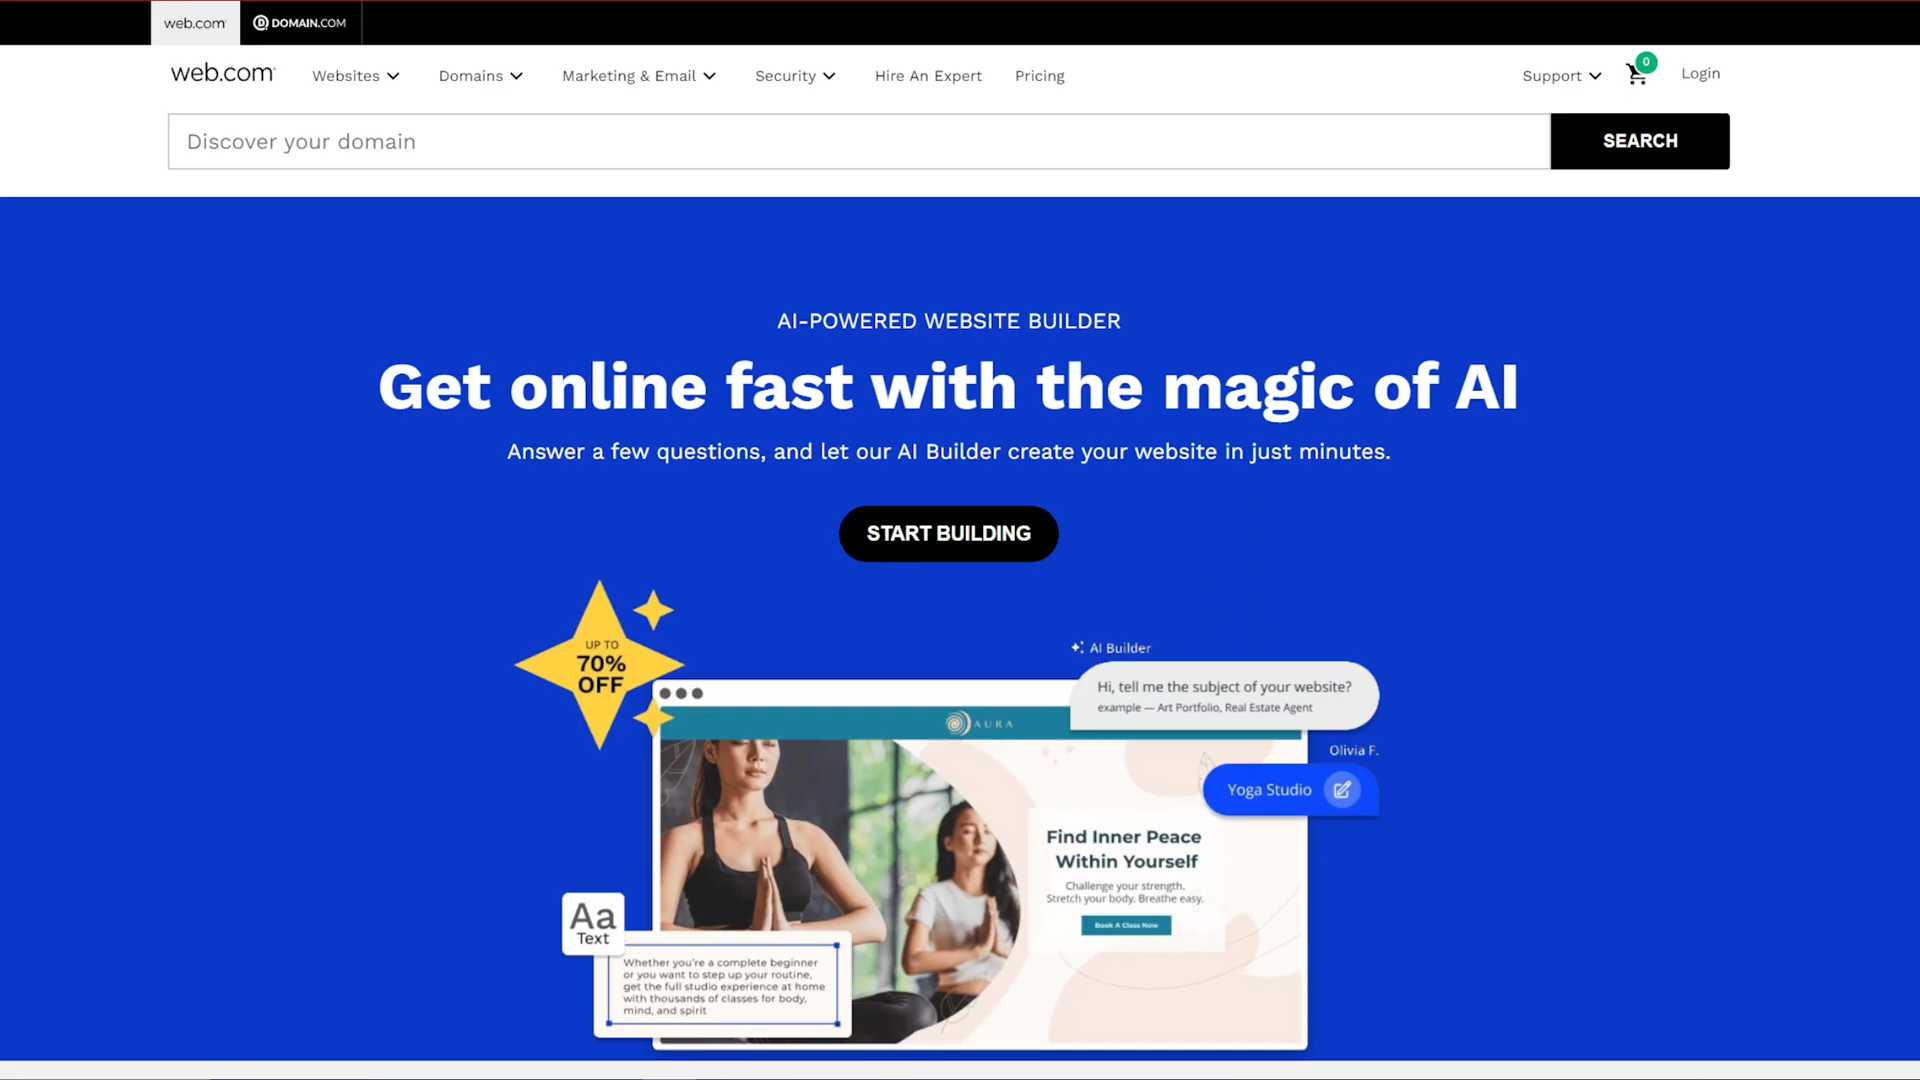 web.com
DOMAIN.COM
web.com
Websites
Domains
Marketing & Email
Security
Hire An Expert
Pricing
Support
0
Login
Discover your domain
SEARCH
AI-POWERED WEBSITE BUILDER
Get online fast with the magic of AI
Answer a few questions, and let our AI Builder create your website in just minutes.
START BUILDING
UP TO
70%
OFF
AI Builder
Hi, tell me the subject of your website?
example — Art Portfolio, Real Estate Agent
AURA
Olivia F.
Yoga Studio
Find Inner Peace
Within Yourself
Challenge your strength.
Stretch your body. Breathe easy.
Book A Class Now
Aa
Text
Whether you're a complete beginner
or you want to step up your routine,
get the full studio experience at home
with thousands of classes for body,
mind, and spirit